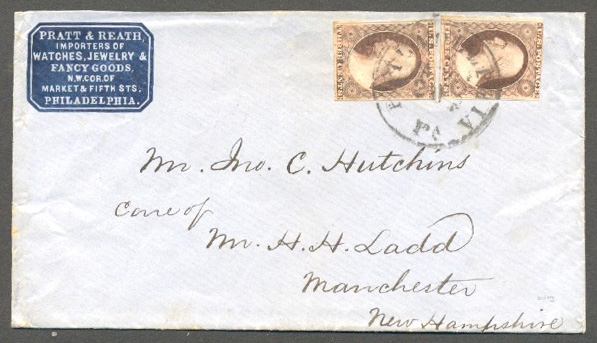 PRATT & REATH
IMPORTERS OF
WATCHES, JEWELRY &
FANCY GOODS.
N.W.COR.OF
MARKET & FIFTH STS.
PHILADELPHIA.
Pa
Mr. Jno. C. Hutchins
Care of
Mr. H. H. Ladd
Manchester
New Hampshire